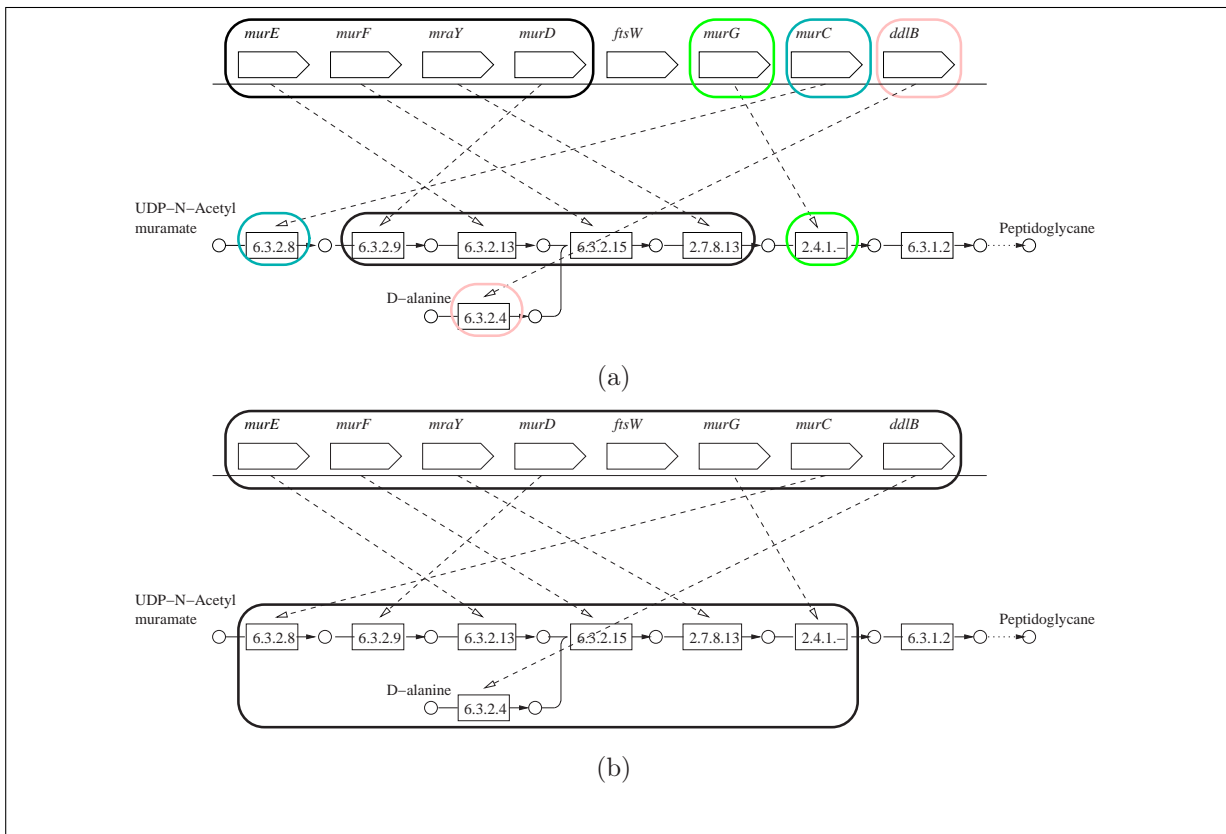 murE murF mraY murD ftsW murG murC ddlB
UDP–N–Acetyl
muramate
Peptidoglycane
6.3.2.8 6.3.2.9 6.3.2.13 6.3.2.15 2.7.8.13 2.4.1.– 6.3.1.2
D–alanine
6.3.2.4
(a)
murE murF mraY murD ftsW murG murC ddlB
UDP–N–Acetyl
muramate
Peptidoglycane
6.3.2.8 6.3.2.9 6.3.2.13 6.3.2.15 2.7.8.13 2.4.1.– 6.3.1.2
D–alanine
6.3.2.4
(b)